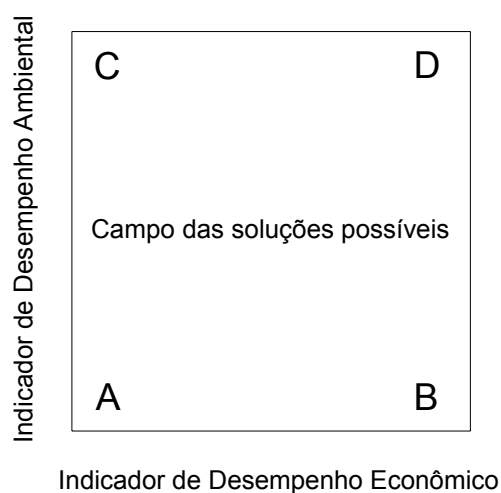 Indicador de Desempenho Ambiental
C
D
Campo das soluções possíveis
A
B
Indicador de Desempenho Econômico